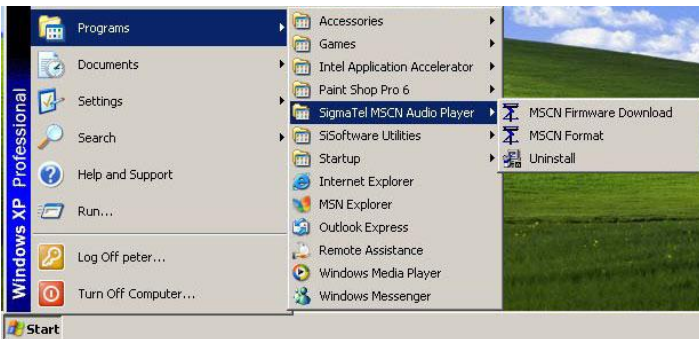 Programs
Documents
Settings
Search
Help and Support
Run...
Log Off peter...
Turn Off Computer...
Windows XP Professional
Start
Accessories
Games
Intel Application Accelerator
Paint Shop Pro 6
SigmaTel MSCN Audio Player
SiSoftware Utilities
Startup
Internet Explorer
MSN Explorer
Outlook Express
Remote Assistance
Windows Media Player
Windows Messenger
MSCN Firmware Download
MSCN Format
Uninstall